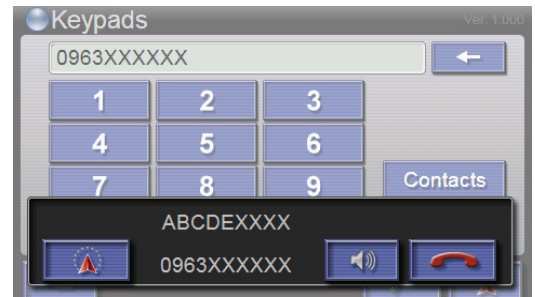 Keypads Ver. 1.000
0963XXXXXX
1 2 3
4 5 6
7 8 9
Contacts
ABCDEXXXX
0963XXXXXX